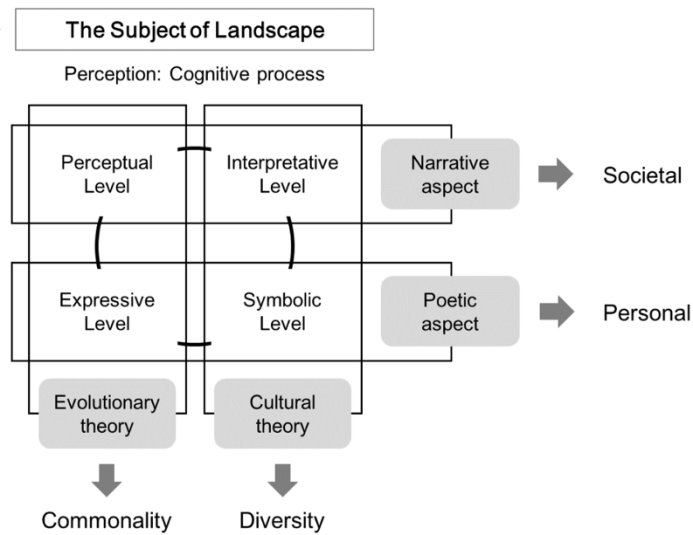 The Subject of Landscape
Perception: Cognitive process
Perceptual
Level
Interpretative
Level
Narrative
aspect
Societal
Expressive
Level
Symbolic
Level
Poetic
aspect
Personal
Evolutionary
theory
Cultural
theory
Commonality
Diversity